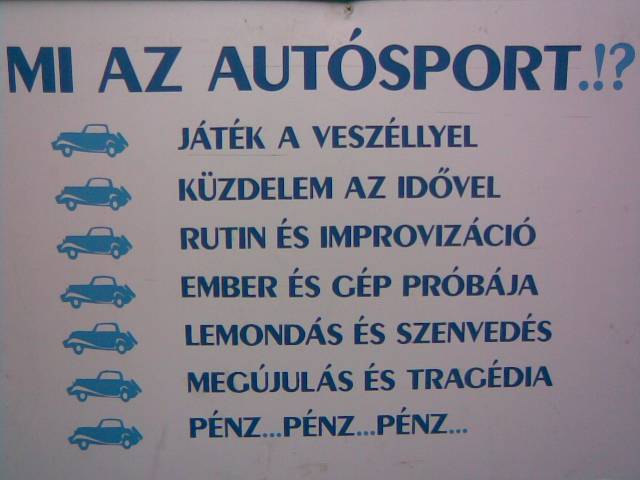 MI AZ AUTÓSPORT..!?
JÁTÉK A VESZÉLLYEL
KÜZDELEM AZ IDŐVEL
RUTIN ÉS IMPROVIZÁCIÓ
EMBER ÉS GÉP PRÓBÁJA
LEMONDÁS ÉS SZENVEDÉS
MEGÚJULÁS ÉS TRAGÉDIA
PÉNZ...PÉNZ...PÉNZ...